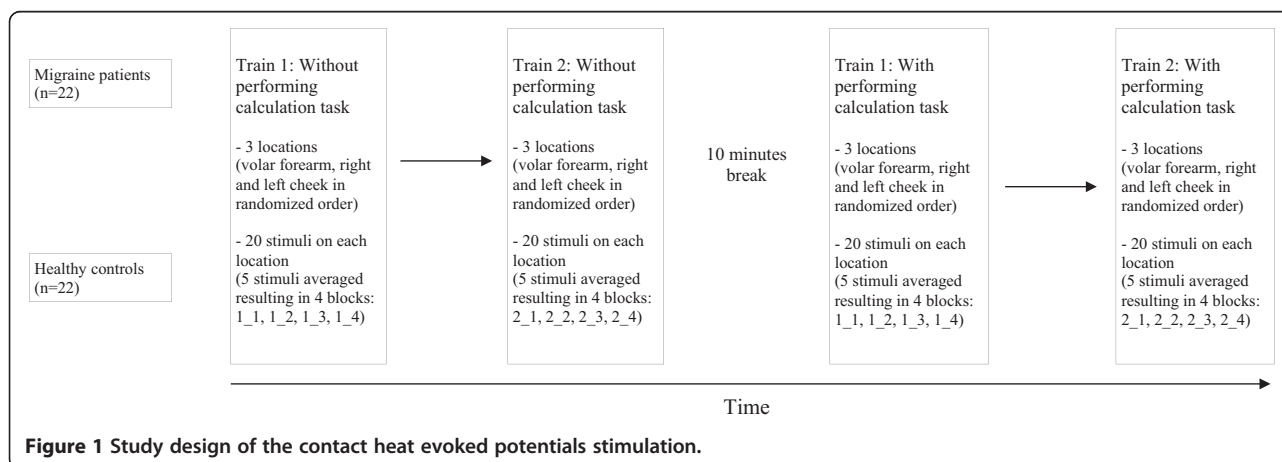 Migraine patients
(n=22)
Healthy controls
(n=22)
Train 1: Without
performing
calculation task
- 3 locations
(volar forearm, right
and left cheek in
randomized order)
- 20 stimuli on each
location
(5 stimuli averaged
resulting in 4 blocks:
1_1, 1_2, 1_3, 1_4)
Train 2: Without
performing
calculation task
- 3 locations
(volar forearm, right
and left cheek in
randomized order)
- 20 stimuli on each
location
(5 stimuli averaged
resulting in 4 blocks:
2_1, 2_2, 2_3, 2_4)
10 minutes
break
Train 1: With
performing
calculation task
- 3 locations
(volar forearm, right
and left cheek in
randomized order)
- 20 stimuli on each
location
(5 stimuli averaged
resulting in 4 blocks:
1_1, 1_2, 1_3, 1_4)
Train 2: With
performing
calculation task
- 3 locations
(volar forearm, right
and left cheek in
randomized order)
- 20 stimuli on each
location
(5 stimuli averaged
resulting in 4 blocks:
2_1, 2_2, 2_3, 2_4)
Time
Figure 1 Study design of the contact heat evoked potentials stimulation.